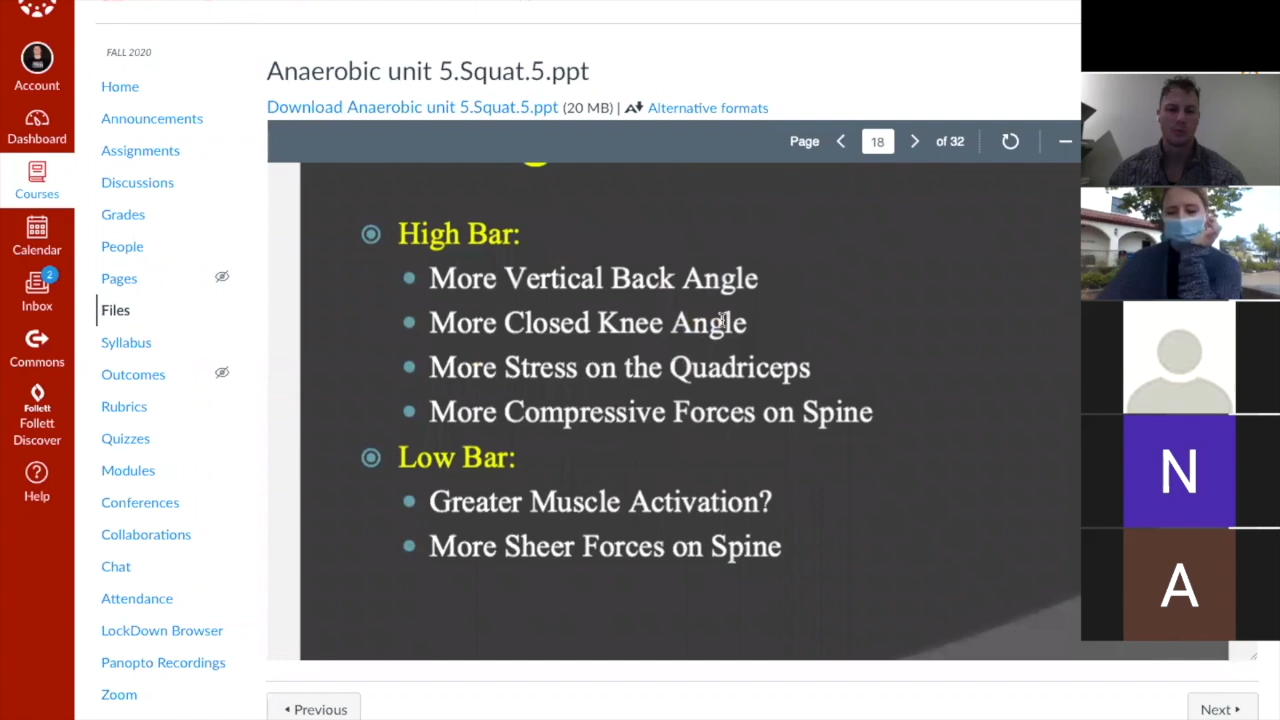 Account
Dashboard
Courses
Calendar
2
Inbox
Commons
Follett
Follett
Discover
Help
FALL 2020
Home
Announcements
Assignments
Discussions
Grades
People
Pages
Files
Syllabus
Outcomes
Rubrics
Quizzes
Modules
Conferences
Collaborations
Chat
Attendance
LockDown Browser
Panopto Recordings
Zoom
Anaerobic unit 5.Squat.5.ppt
Download Anaerobic unit 5.Squat.5.ppt (20 MB) | Alternative formats
Page 18 of 32
High Bar:
More Vertical Back Angle
More Closed Knee Angle
More Stress on the Quadriceps
More Compressive Forces on Spine
Low Bar:
Greater Muscle Activation?
More Sheer Forces on Spine
Previous
Next
N
A